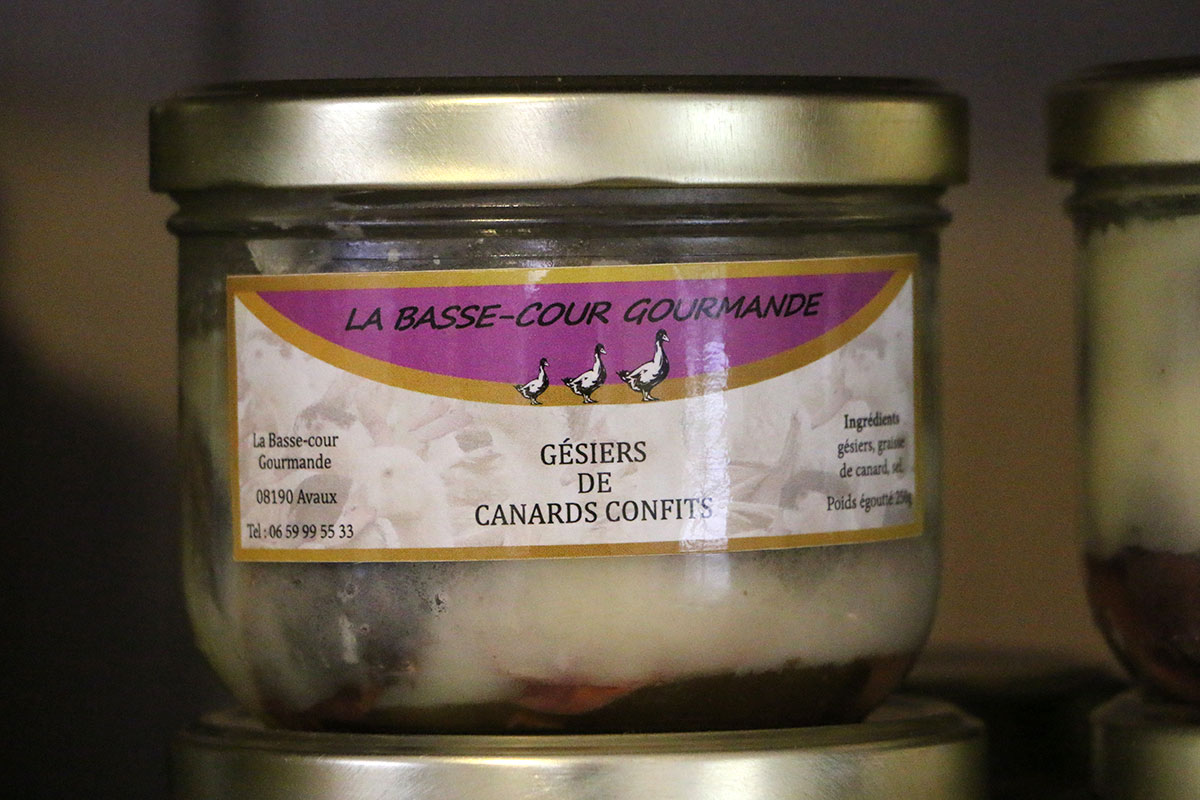 LA BASSE-COUR GOURMANDE
La Basse-cour
Gourmande
08190 Avaux
Tel : 06 59 99 55 33
GÉSIERS
DE
CANARDS CONFITS
Ingrédients
gésiers, graisse
de canard, sel.
Poids égoutté 250g